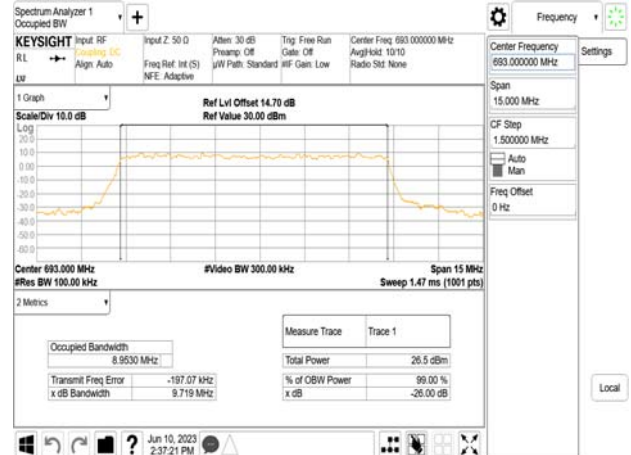 Spectrum Analyzer 1
Occupied BW
Frequency
KEYSIGHT
Input: RF
Coupling: DC
Align: Auto
Input Z: 50 Ω
Freq Ref: Int (S)
NFE: Adaptive
Atten: 30 dB
Preamp: Off
µW Path: Standard
Trig: Free Run
Gate: Off
#IF Gain: Low
Center Freq: 693.000000 MHz
Avg|Hold: 10/10
Radio Std: None
RL
Center Frequency
693.000000 MHz
Settings
Span
15.000 MHz
CF Step
1.500000 MHz
Auto
Man
Freq Offset
0 Hz
Local
1 Graph
Scale/Div 10.0 dB
Ref Lvl Offset 14.70 dB
Ref Value 30.00 dBm
Log
20.0
10.0
0.00
-10.0
-20.0
-30.0
-40.0
-50.0
-60.0
Center 693.000 MHz
#Video BW 300.00 kHz
Span 15 MHz
#Res BW 100.00 kHz
Sweep 1.47 ms (1001 pts)
2 Metrics
Measure Trace
Trace 1
Occupied Bandwidth
8.9530 MHz
Total Power
26.5 dBm
Transmit Freq Error
-197.07 kHz
% of OBW Power
99.00 %
x dB Bandwidth
9.719 MHz
x dB
-26.00 dB
Jun 10, 2023
2:37:21 PM